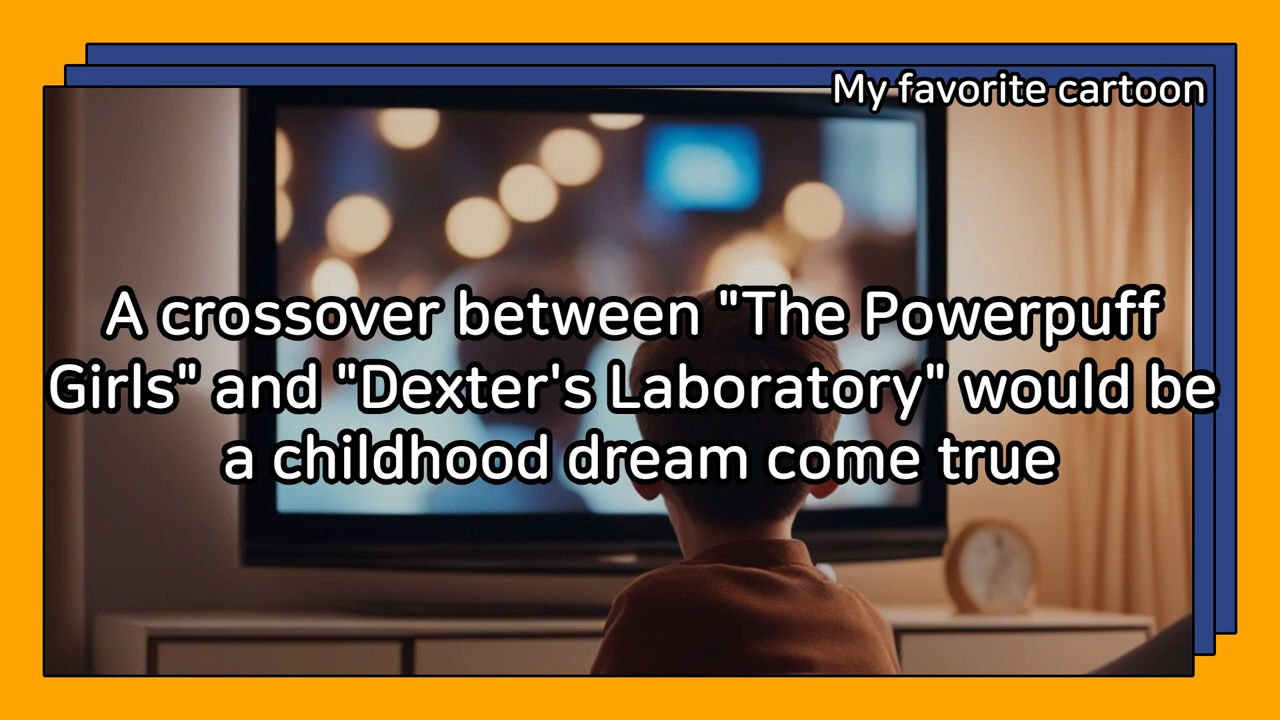 My favorite cartoon
A crossover between "The Powerpuff
Girls" and "Dexter's Laboratory" would be
a childhood dream come true